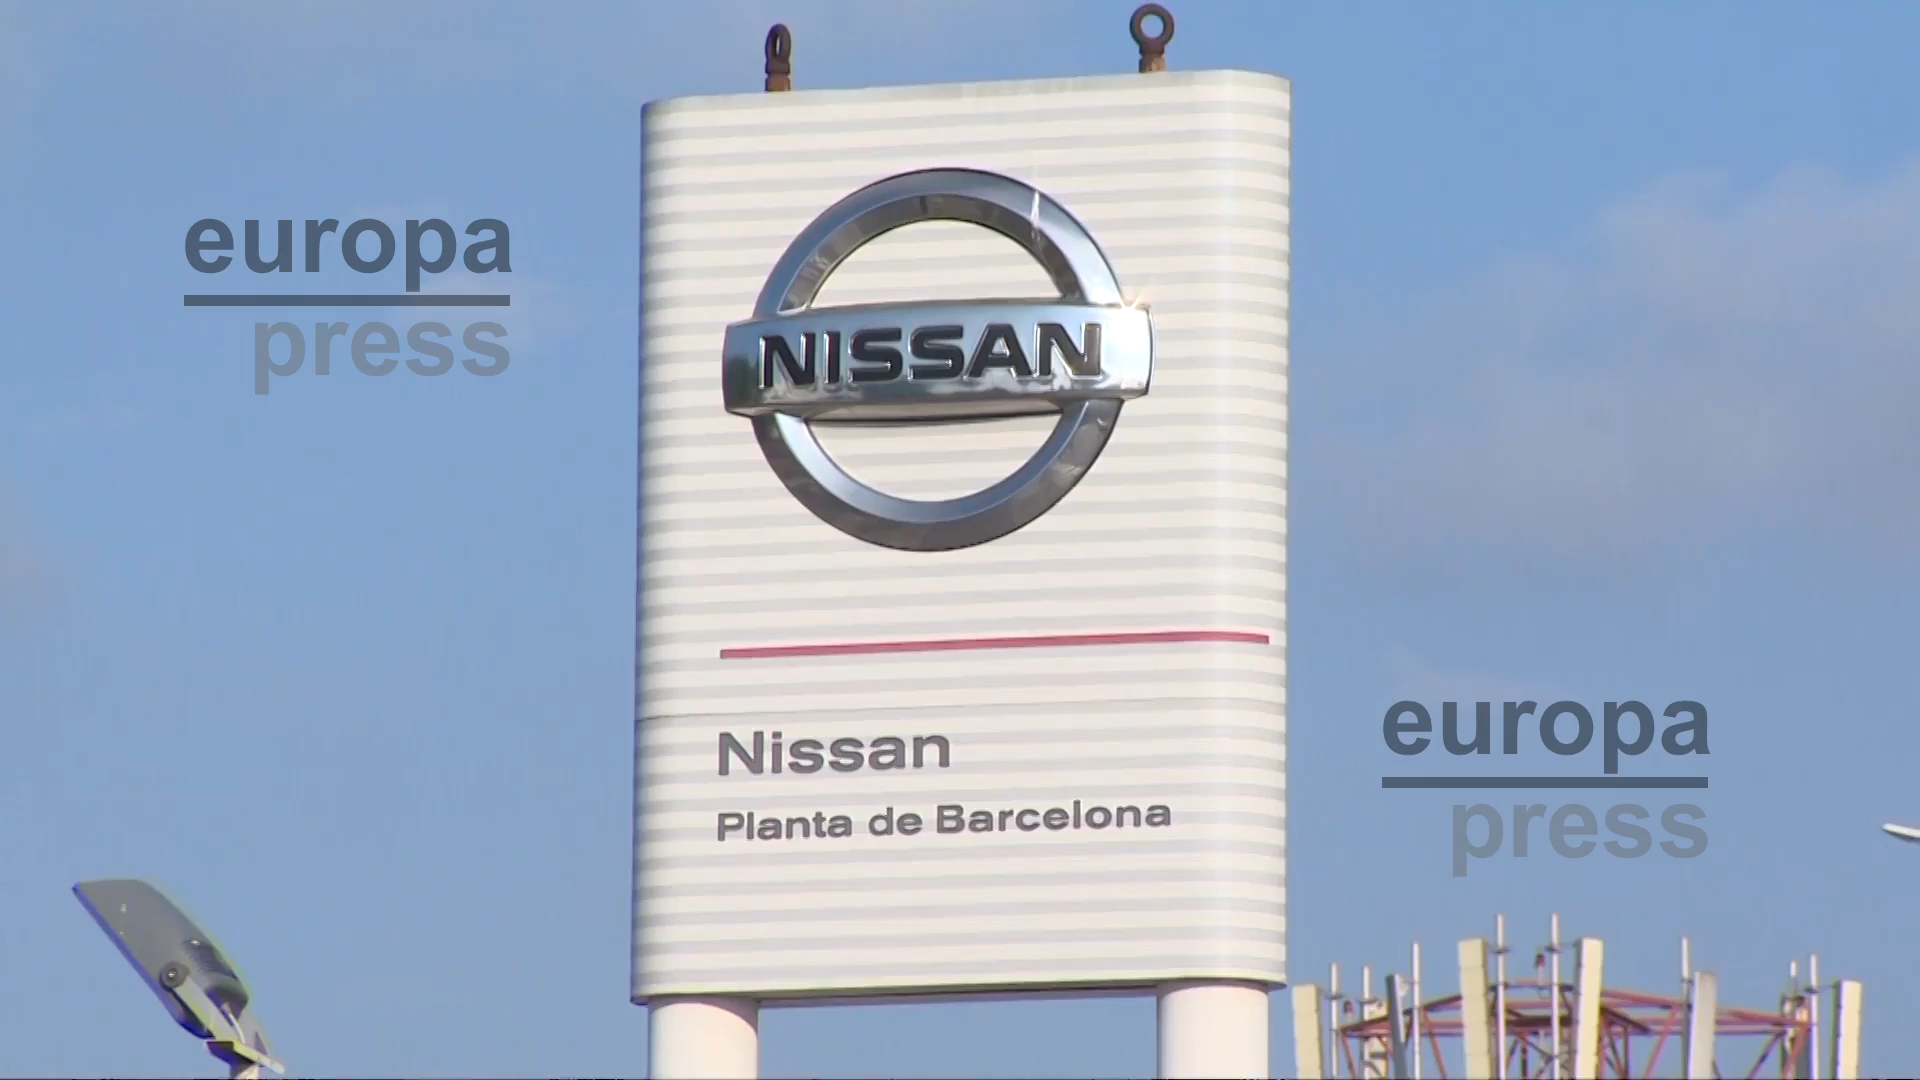 europa
press
NISSAN
Nissan
Planta de Barcelona
europa
press